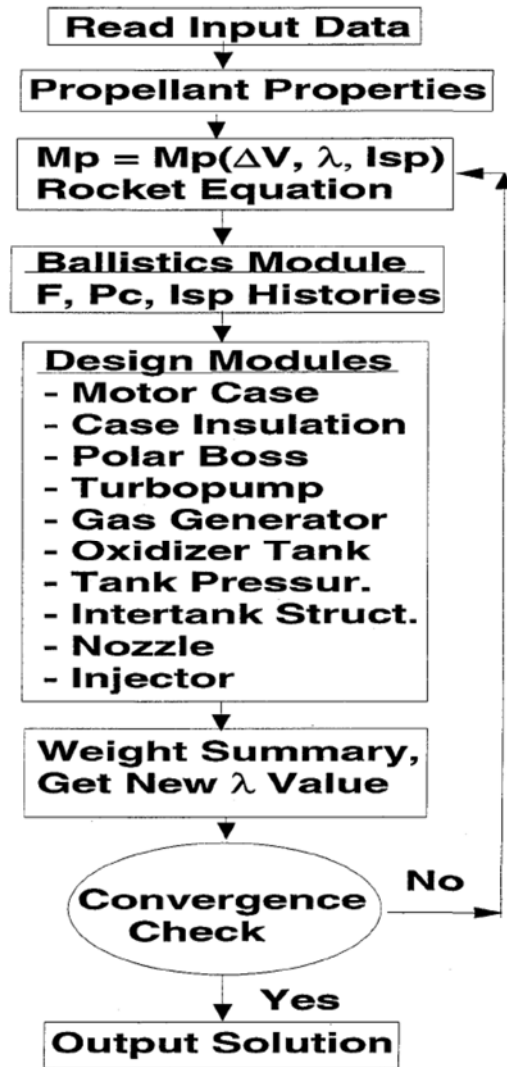 Read Input Data
Propellant Properties
Mp = Mp(ΔV, λ, Isp)
Rocket Equation
Ballistics Module
F, Pc, Isp Histories
Design Modules
- Motor Case
- Case Insulation
- Polar Boss
- Turbopump
- Gas Generator
- Oxidizer Tank
- Tank Pressur.
- Intertank Struct.
- Nozzle
- Injector
Weight Summary,
Get New λ Value
Convergence
Check
No
Yes
Output Solution